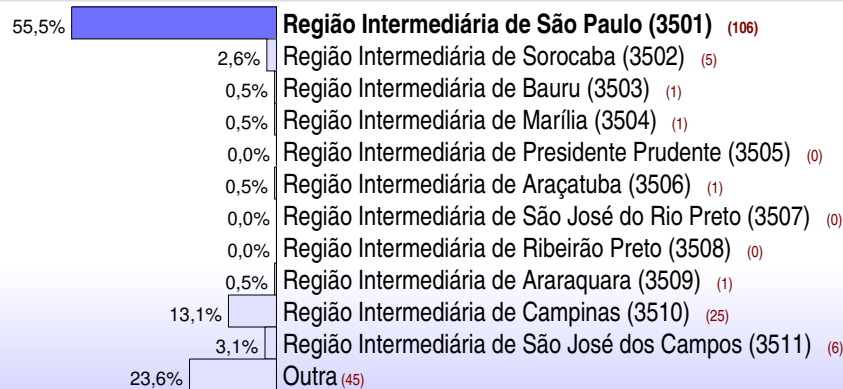 55,5% Região Intermediária de São Paulo (3501) (106)
2,6% Região Intermediária de Sorocaba (3502) (5)
0,5% Região Intermediária de Bauru (3503) (1)
0,5% Região Intermediária de Marília (3504) (1)
0,0% Região Intermediária de Presidente Prudente (3505) (0)
0,5% Região Intermediária de Araçatuba (3506) (1)
0,0% Região Intermediária de São José do Rio Preto (3507) (0)
0,0% Região Intermediária de Ribeirão Preto (3508) (0)
0,5% Região Intermediária de Araraquara (3509) (1)
13,1% Região Intermediária de Campinas (3510) (25)
3,1% Região Intermediária de São José dos Campos (3511) (6)
23,6% Outra (45)